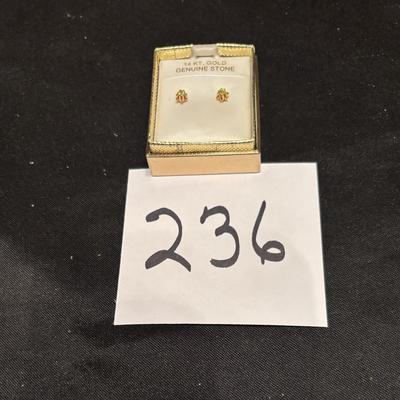 14 KT. GOLD
GENUINE STONE
236